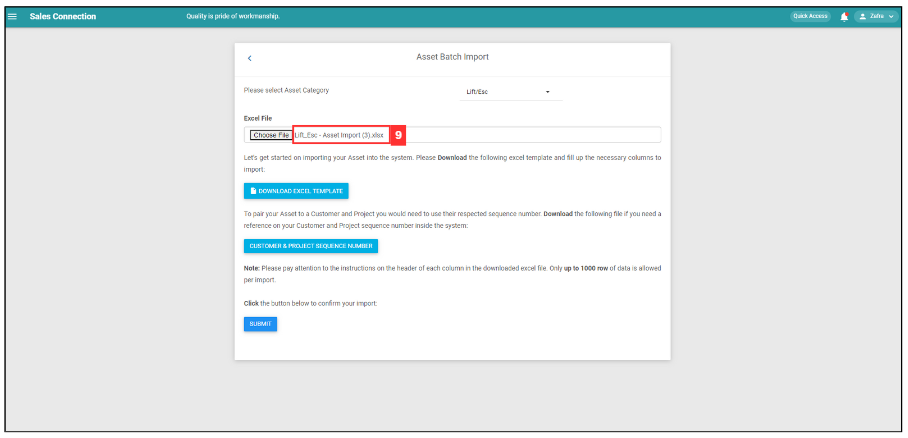 Sales Connection
Quality is pride of workmanship.
Quick Access
Zafra
Asset Batch Import
Please select Asset Category
Lift/Esc
Excel File
Choose File Lift_Esc - Asset Import (3).xlsx 9
Let's get started on importing your Asset into the system. Please Download the following excel template and fill up the necessary columns to
import:
DOWNLOAD EXCEL TEMPLATE
To pair your Asset to a Customer and Project you would need to use their respected sequence number. Download the following file if you need a
reference on your Customer and Project sequence number inside the system:
CUSTOMER & PROJECT SEQUENCE NUMBER
Note: Please pay attention to the instructions on the header of each column in the downloaded excel file. Only up to 1000 row of data is allowed
per import.
Click the button below to confirm your import:
SUBMIT